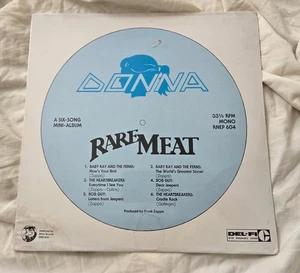 DONNA
A SIX-SONG
MINI-ALBUM
33⅓ RPM
MONO
RNEP 604
RARE MEAT
1. BABY RAY AND THE FERNS:
How's Your Bird
(Zappa)
2. THE HEARTBREAKERS:
Everytime I See You
(Zappa—Collins)
3. BOB GUY:
Letters from Jeepers
(Zappa)
4. BABY RAY AND THE FERNS:
The World's Greatest Sinner
(Zappa)
5. BOB GUY:
Dear Jeepers
(Zappa)
6. THE HEARTBREAKERS:
Cradle Rock
Produced by Frank Zappa
DEL-FI